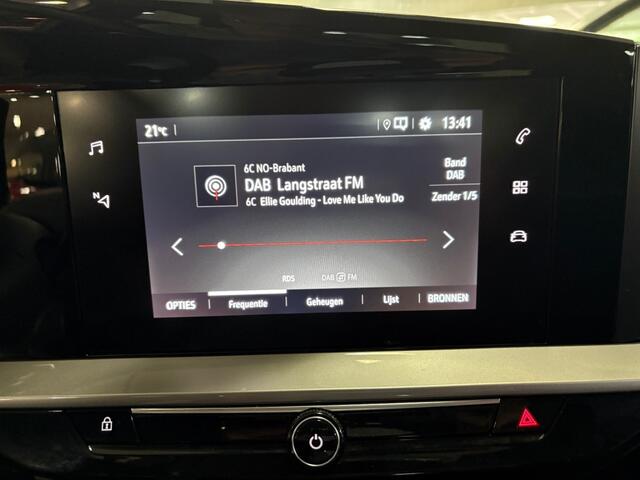 21°C
13:41
6C NO-Brabant
DAB Langstraat FM
6C Ellie Goulding - Love Me Like You Do
Band
DAB
Zender 1/5
N
RDS
DAB FM
OPTIES Frequentie Geheugen Lijst BRONNEN